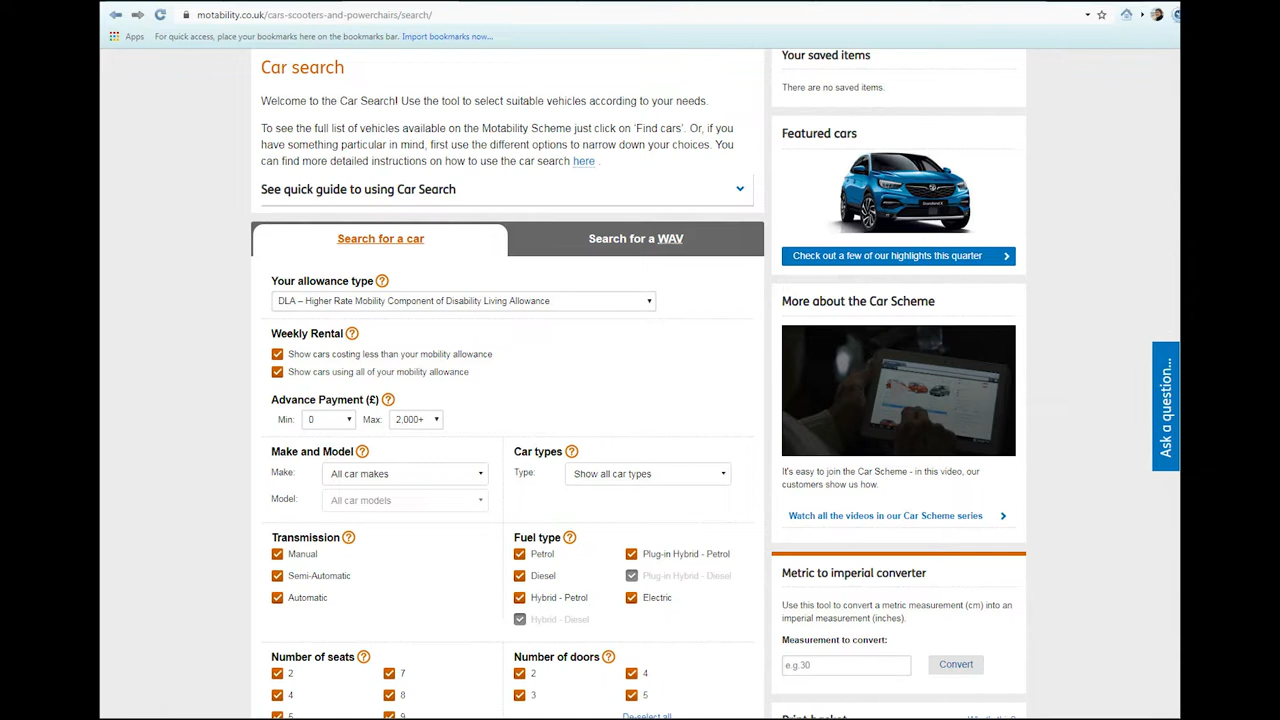 motability.co.uk/cars-scooters-and-powerchairs/search/
Apps For quick access, place your bookmarks here on the bookmarks bar. Import bookmarks now...
Car search
Welcome to the Car Search! Use the tool to select suitable vehicles according to your needs.
To see the full list of vehicles available on the Motability Scheme just click on 'Find cars'. Or, if you
have something particular in mind, first use the different options to narrow down your choices. You
can find more detailed instructions on how to use the car search here .
See quick guide to using Car Search
Search for a car
Search for a WAV
Your allowance type ?
DLA – Higher Rate Mobility Component of Disability Living Allowance
Weekly Rental ?
Show cars costing less than your mobility allowance
Show cars using all of your mobility allowance
Advance Payment (£) ?
Min: 0 Max: 2,000+
Make and Model ?
Make: All car makes
Model: All car models
Car types ?
Type: Show all car types
Transmission ?
Manual
Semi-Automatic
Automatic
Fuel type ?
Petrol Plug-in Hybrid - Petrol
Diesel Plug-in Hybrid - Diesel
Hybrid - Petrol Electric
Hybrid - Diesel
Number of seats ?
2 7
4 8
5 9
Number of doors ?
2 4
3 5
De-select all
Your saved items
There are no saved items.
Featured cars
Check out a few of our highlights this quarter
More about the Car Scheme
It's easy to join the Car Scheme - in this video, our
customers show us how.
Watch all the videos in our Car Scheme series
Metric to imperial converter
Use this tool to convert a metric measurement (cm) into an
imperial measurement (inches).
Measurement to convert:
e.g.30 Convert
Print basket What's this?
Ask a question...